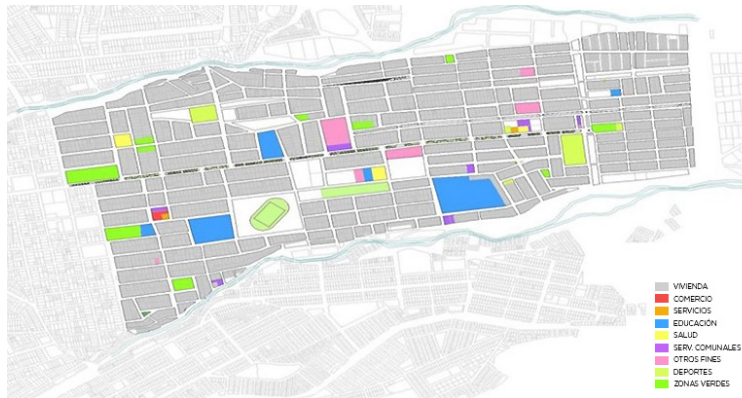 VIVIENDA
COMERCIO
SERVICIOS
EDUCACIÓN
SALUD
SERV. COMUNALES
OTROS FINES
DEPORTES
ZONAS VERDES